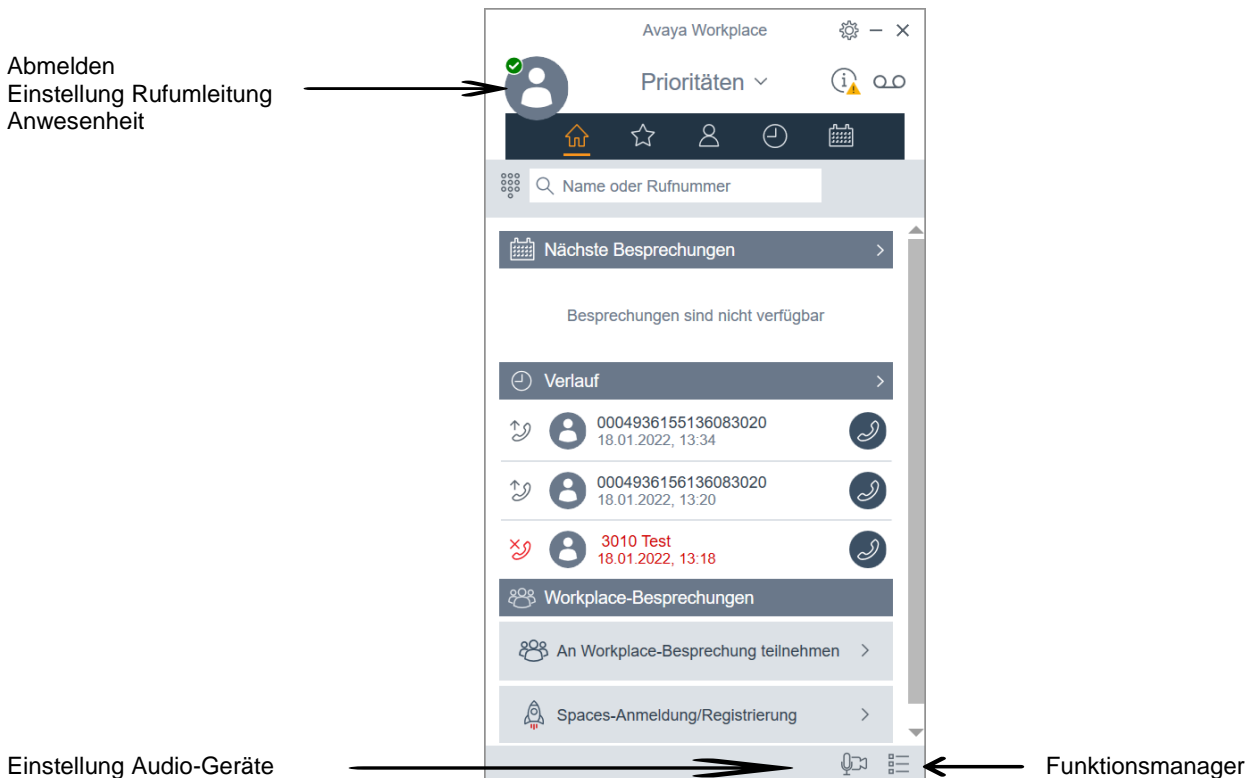 Avaya Workplace
Abmelden
Einstellung Rufumleitung
Anwesenheit
Prioritäten
Name oder Rufnummer
Nächste Besprechungen
Besprechungen sind nicht verfügbar
Verlauf
0004936155136083020
18.01.2022, 13:34
0004936156136083020
18.01.2022, 13:20
3010 Test
18.01.2022, 13:18
Workplace-Besprechungen
An Workplace-Besprechung teilnehmen
Spaces-Anmeldung/Registrierung
Einstellung Audio-Geräte
Funktionsmanager